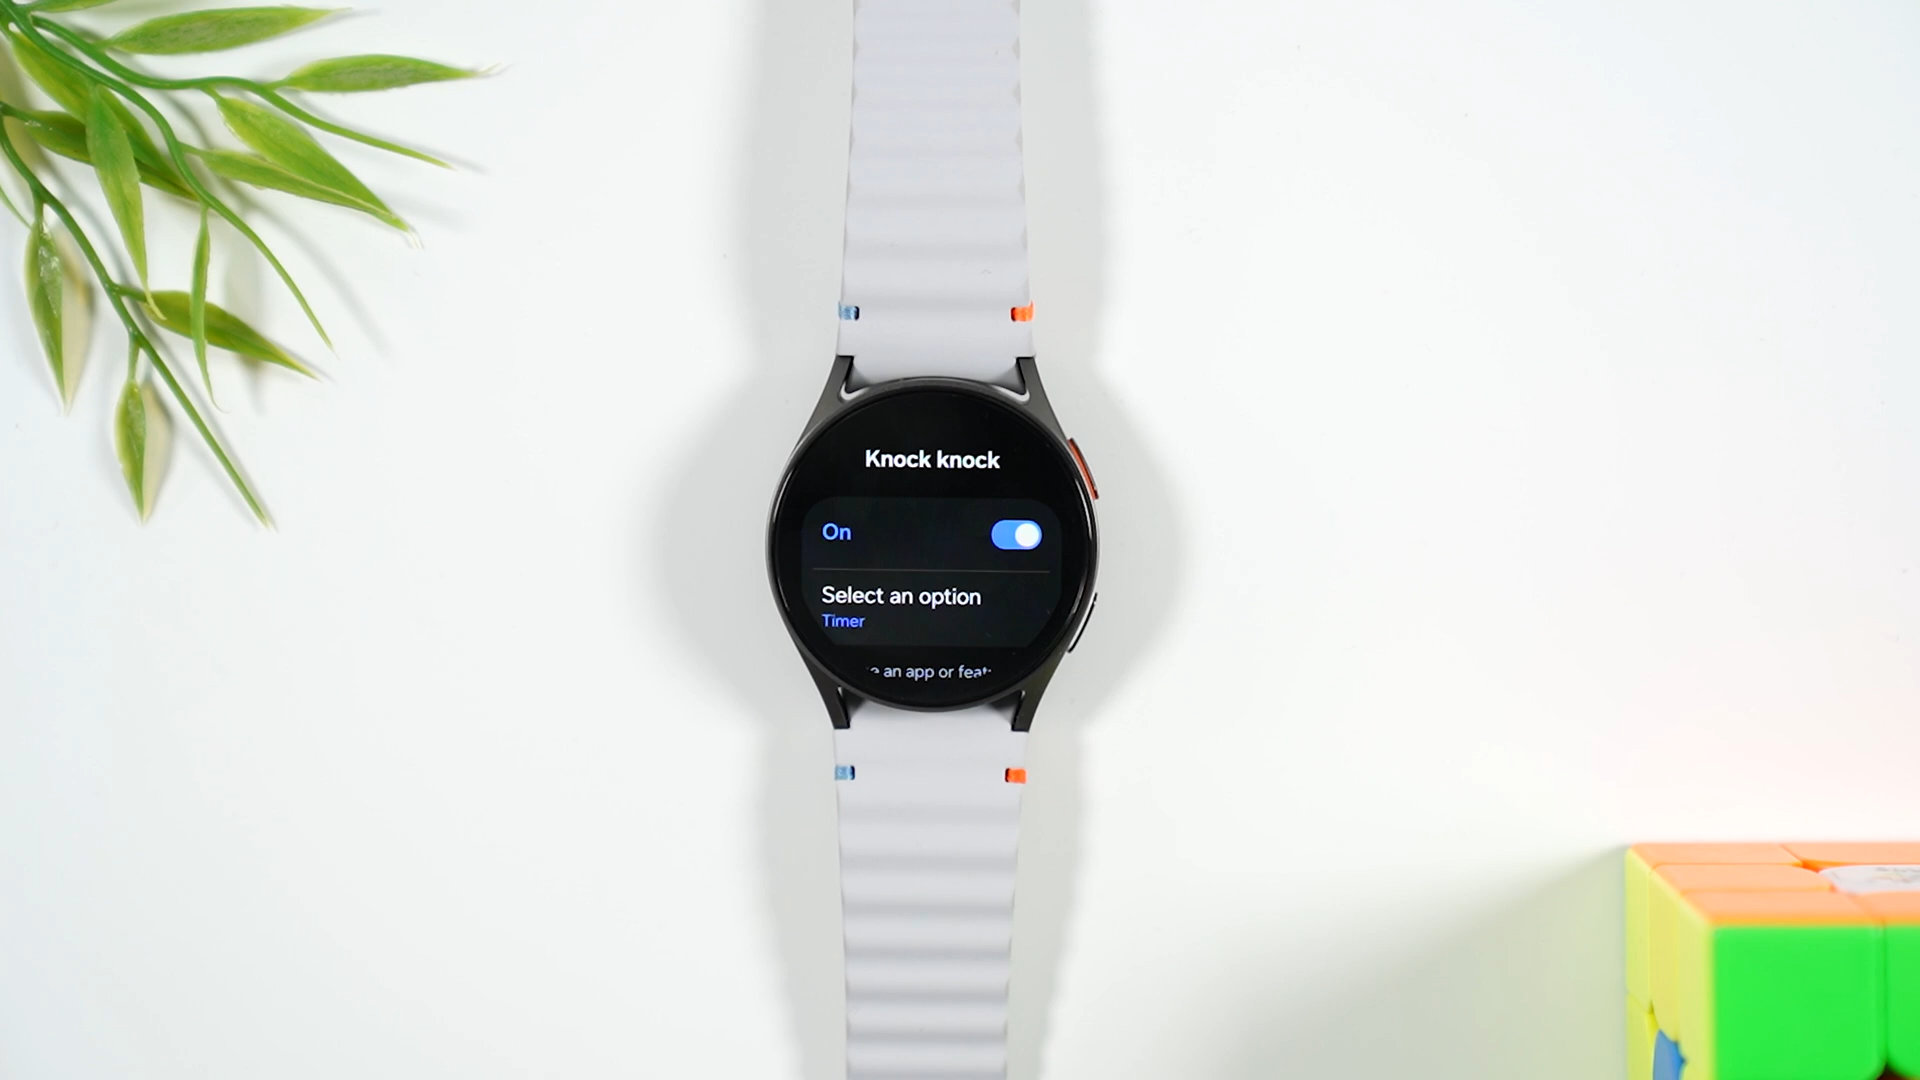 Knock knock
On
Select an option
Timer
an app or